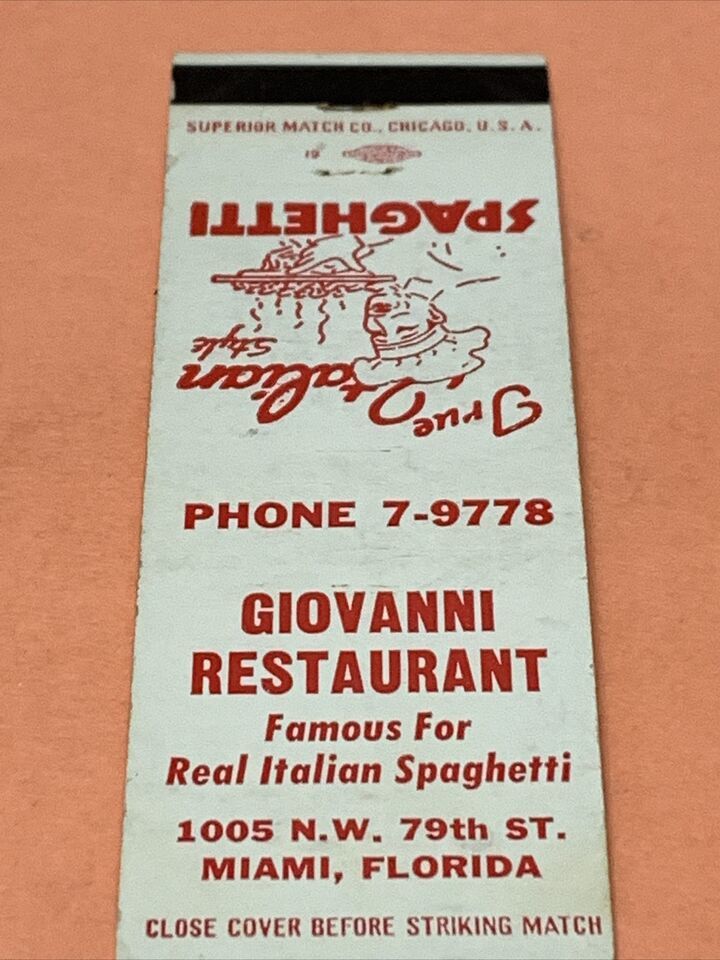 SUPERIOR MATCH CO., CHICAGO, U.S.A.
19
True Italian
Style
SPAGHETTI
PHONE 7-9778
GIOVANNI
RESTAURANT
Famous For
Real Italian Spaghetti
1005 N.W. 79th ST.
MIAMI, FLORIDA
CLOSE COVER BEFORE STRIKING MATCH